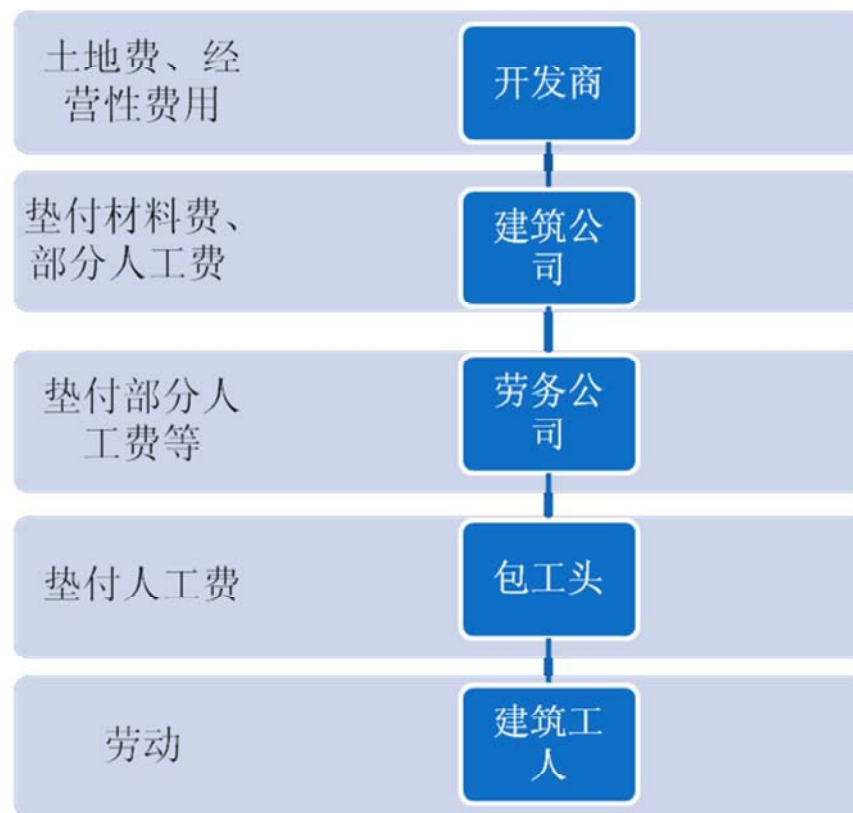 土地费、经
营性费用
开发商
垫付材料费、
部分人工费
建筑公
司
垫付部分人
工费等
劳务公
司
垫付人工费
包工头
劳动
建筑工
人